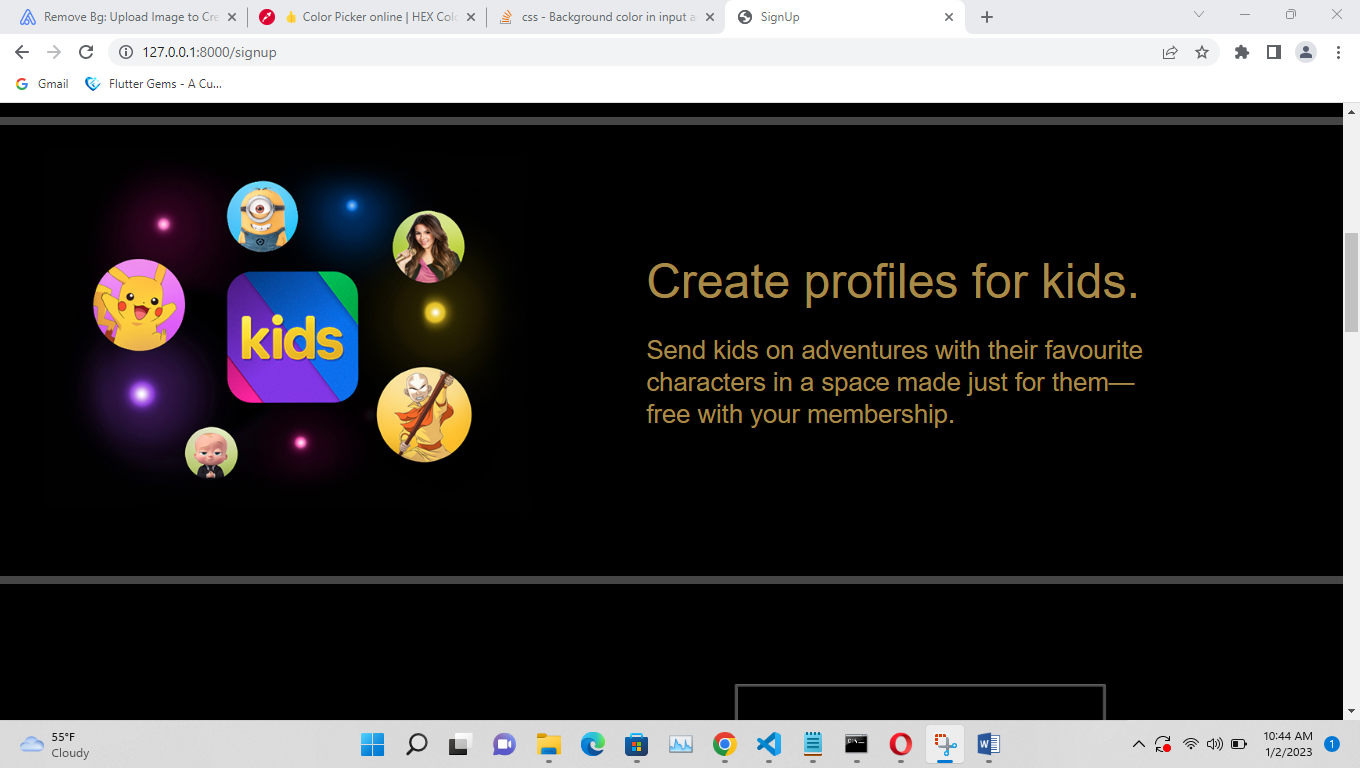 Remove Bg: Upload Image to Cre
Color Picker online | HEX Colo
css - Background color in input a
SignUp
127.0.0.1:8000/signup
Gmail
Flutter Gems - A Cu...
kids
Create profiles for kids.
Send kids on adventures with their favourite
characters in a space made just for them—
free with your membership.
55°F
Cloudy
10:44 AM
1/2/2023
1